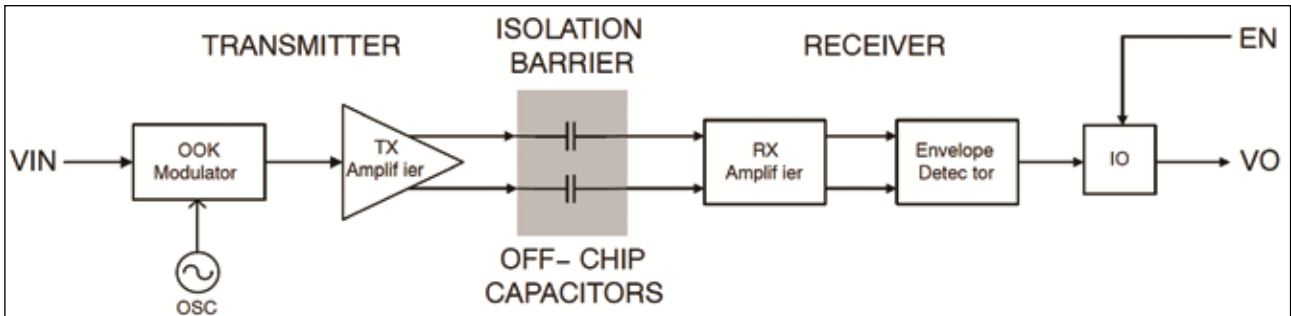 TRANSMITTER
ISOLATION
BARRIER
RECEIVER
EN
VIN
OOK
Modulator
TX
Amplif ier
RX
Amplif ier
Envelope
Detec tor
IO
VO
OSC
OFF– CHIP
CAPACITORS